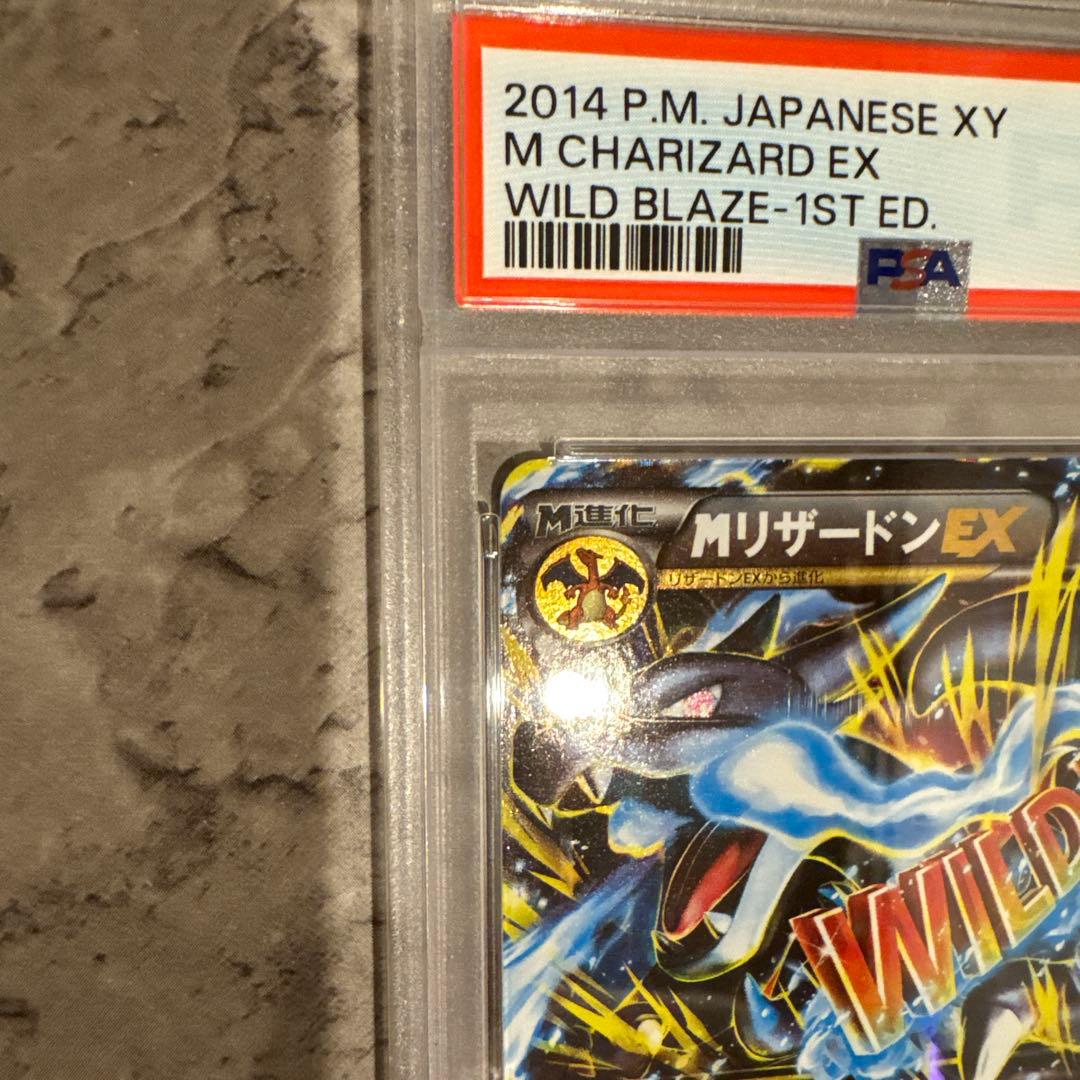 2014 P.M. JAPANESE XY
M CHARIZARD EX
WILD BLAZE-1ST ED.
PSA
M進化
MリザードンEX
リザードンEXから進化
WILD